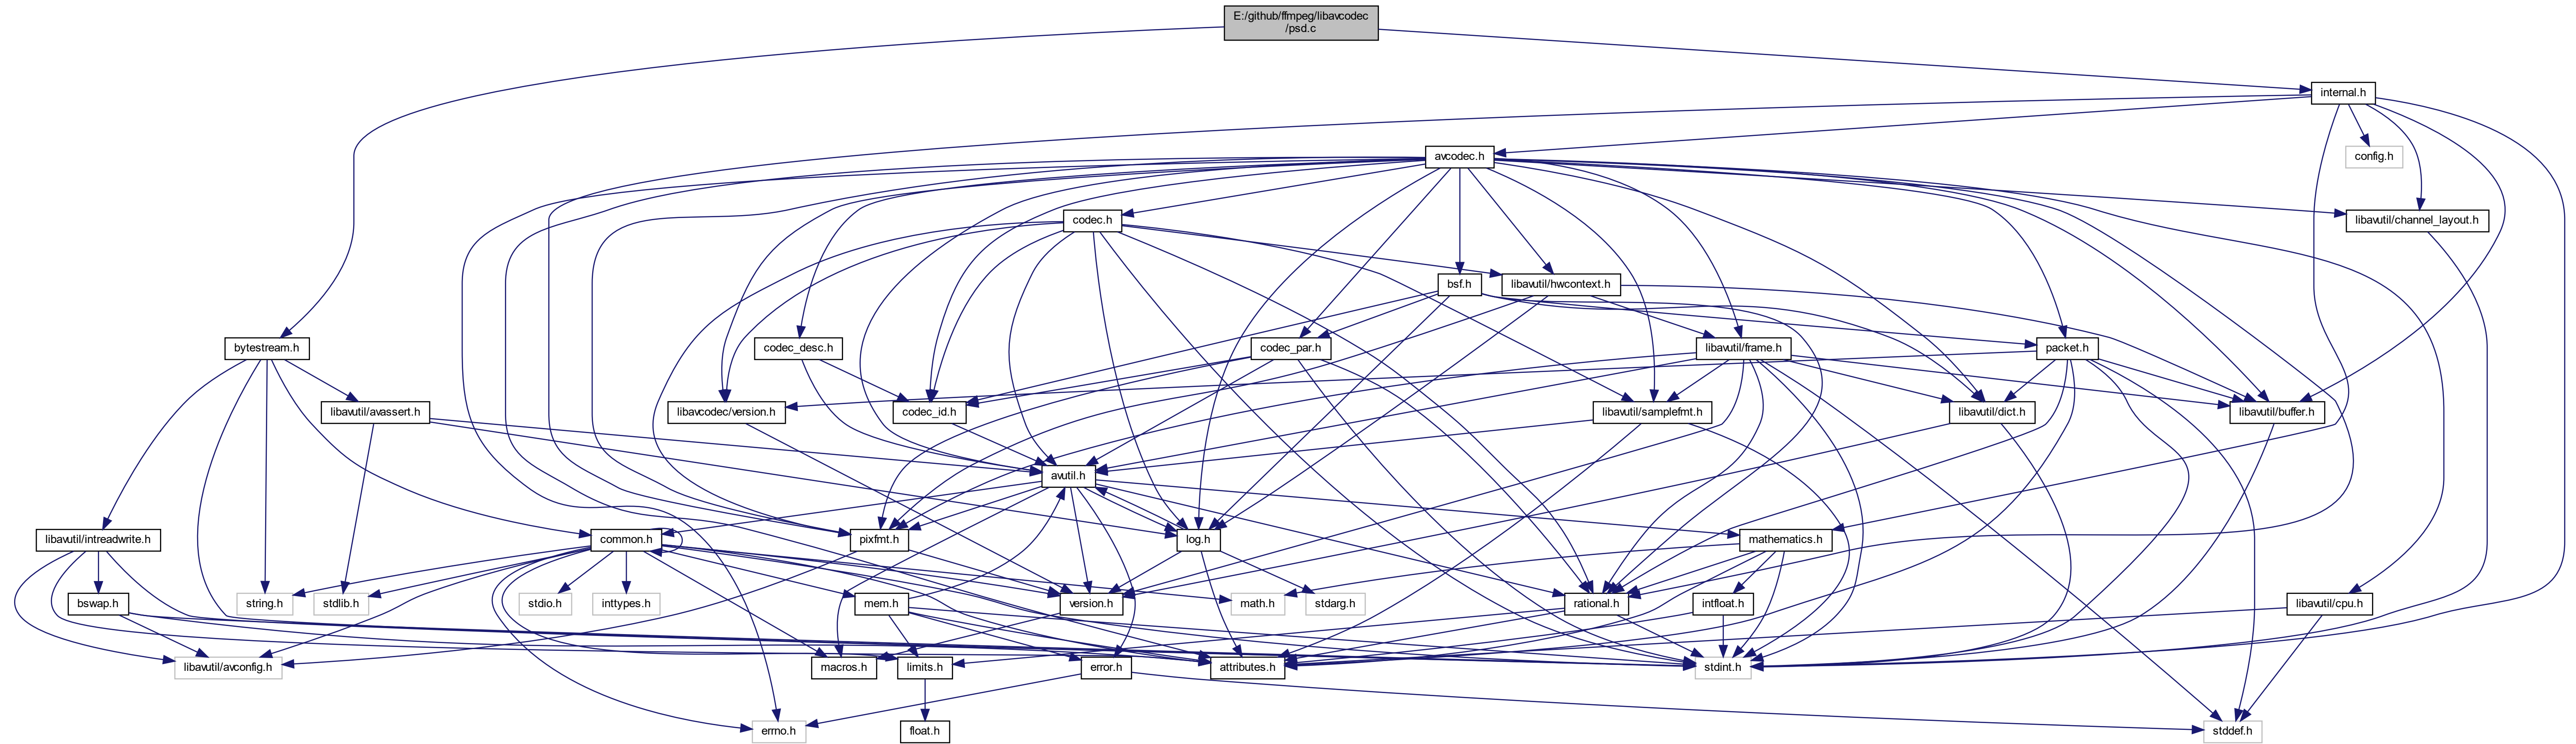 E:/github/ffmpeg/libavcodec
/psd.c
internal.h
avcodec.h
config.h
codec.h
libavutil/channel_layout.h
bsf.h
libavutil/hwcontext.h
bytestream.h
codec_desc.h
codec_par.h
libavutil/frame.h
packet.h
libavutil/avassert.h
libavcodec/version.h
codec_id.h
libavutil/samplefmt.h
libavutil/dict.h
libavutil/buffer.h
avutil.h
libavutil/intreadwrite.h
common.h
pixfmt.h
log.h
mathematics.h
bswap.h
string.h
stdlib.h
stdio.h
inttypes.h
mem.h
version.h
math.h
stdarg.h
rational.h
intfloat.h
libavutil/cpu.h
libavutil/avconfig.h
macros.h
limits.h
error.h
attributes.h
stdint.h
errno.h
float.h
stddef.h